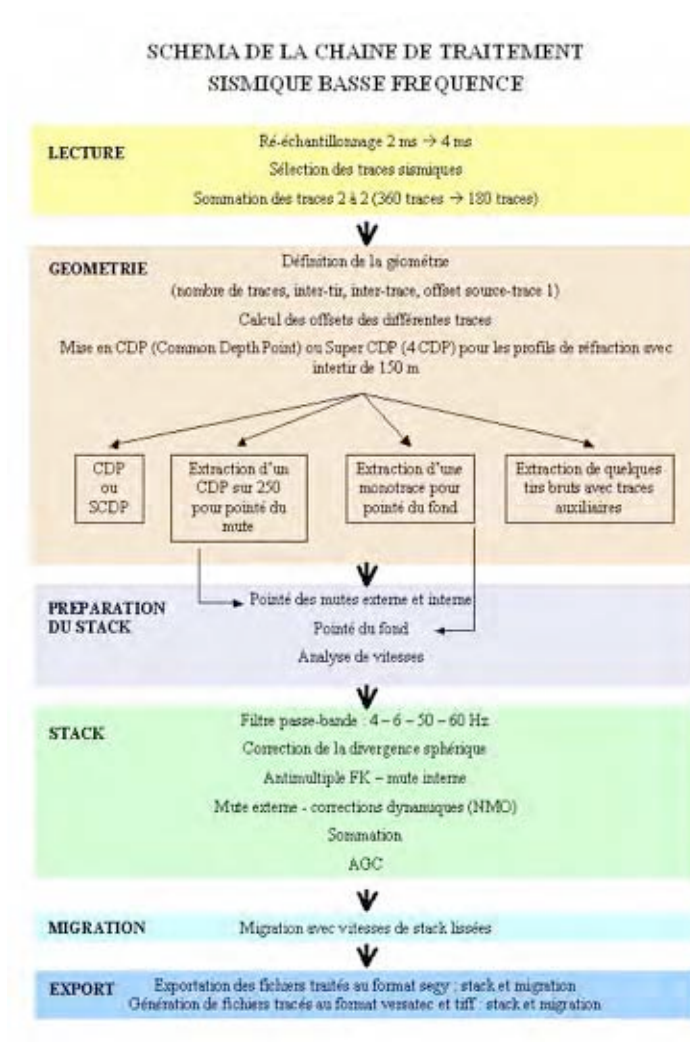 SCHEMA DE LA CHAINE DE TRAITEMENT
SISMIQUE BASSE FREQUENCE
LECTURE
Ré-échantillonnage 2 ms → 4 ms
Sélection des traces sismiques
Sommation des traces 2 à 2 (360 traces → 180 traces)
GEOMETRIE
Définition de la géométrie
(nombre de traces, inter-tir, inter-trace, offset source-trace 1)
Calcul des offsets des différentes traces
Mise en CDP (Common Depth Point) ou Super CDP (4 CDP) pour les profils de réfraction avec
intertir de 150 m
CDP
ou
SCDP
Extraction d'un
CDP sur 250
pour pointé du
mute
Extraction d'une
monotrace pour
pointé du fond
Extraction de quelques
tirs bruts avec traces
auxiliaires
PREPARATION
DU STACK
Pointé des mutes externe et interne
Pointé du fond
Analyse de vitesses
STACK
Filtre passe-bande : 4 – 6 – 50 – 60 Hz
Correction de la divergence sphérique
Antimultiple FK – mute interne
Mute externe - corrections dynamiques (NMO)
Sommation
AGC
MIGRATION
Migration avec vitesses de stack lissées
EXPORT
Exportation des fichiers traités au format segy : stack et migration
Génération de fichiers tracés au format versatec et tiff : stack et migration